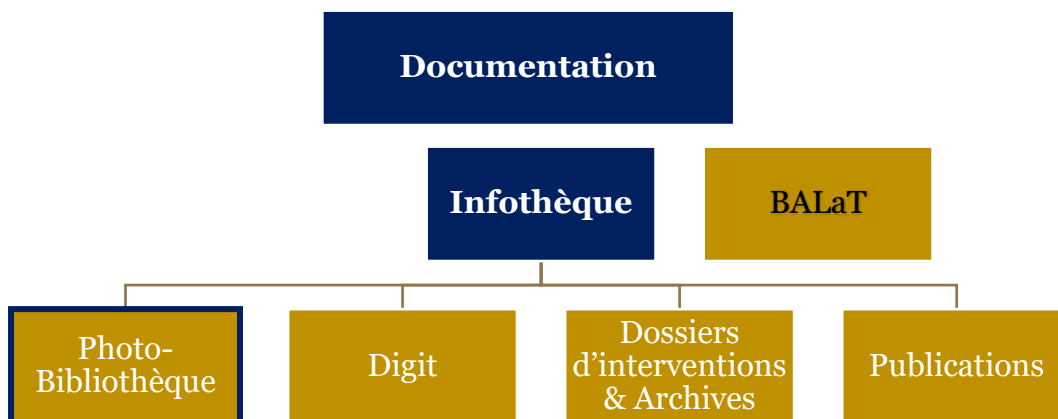 Documentation
Infothèque
BALaT
Photo-
Bibliothèque
Digit
Dossiers
d’interventions
& Archives
Publications